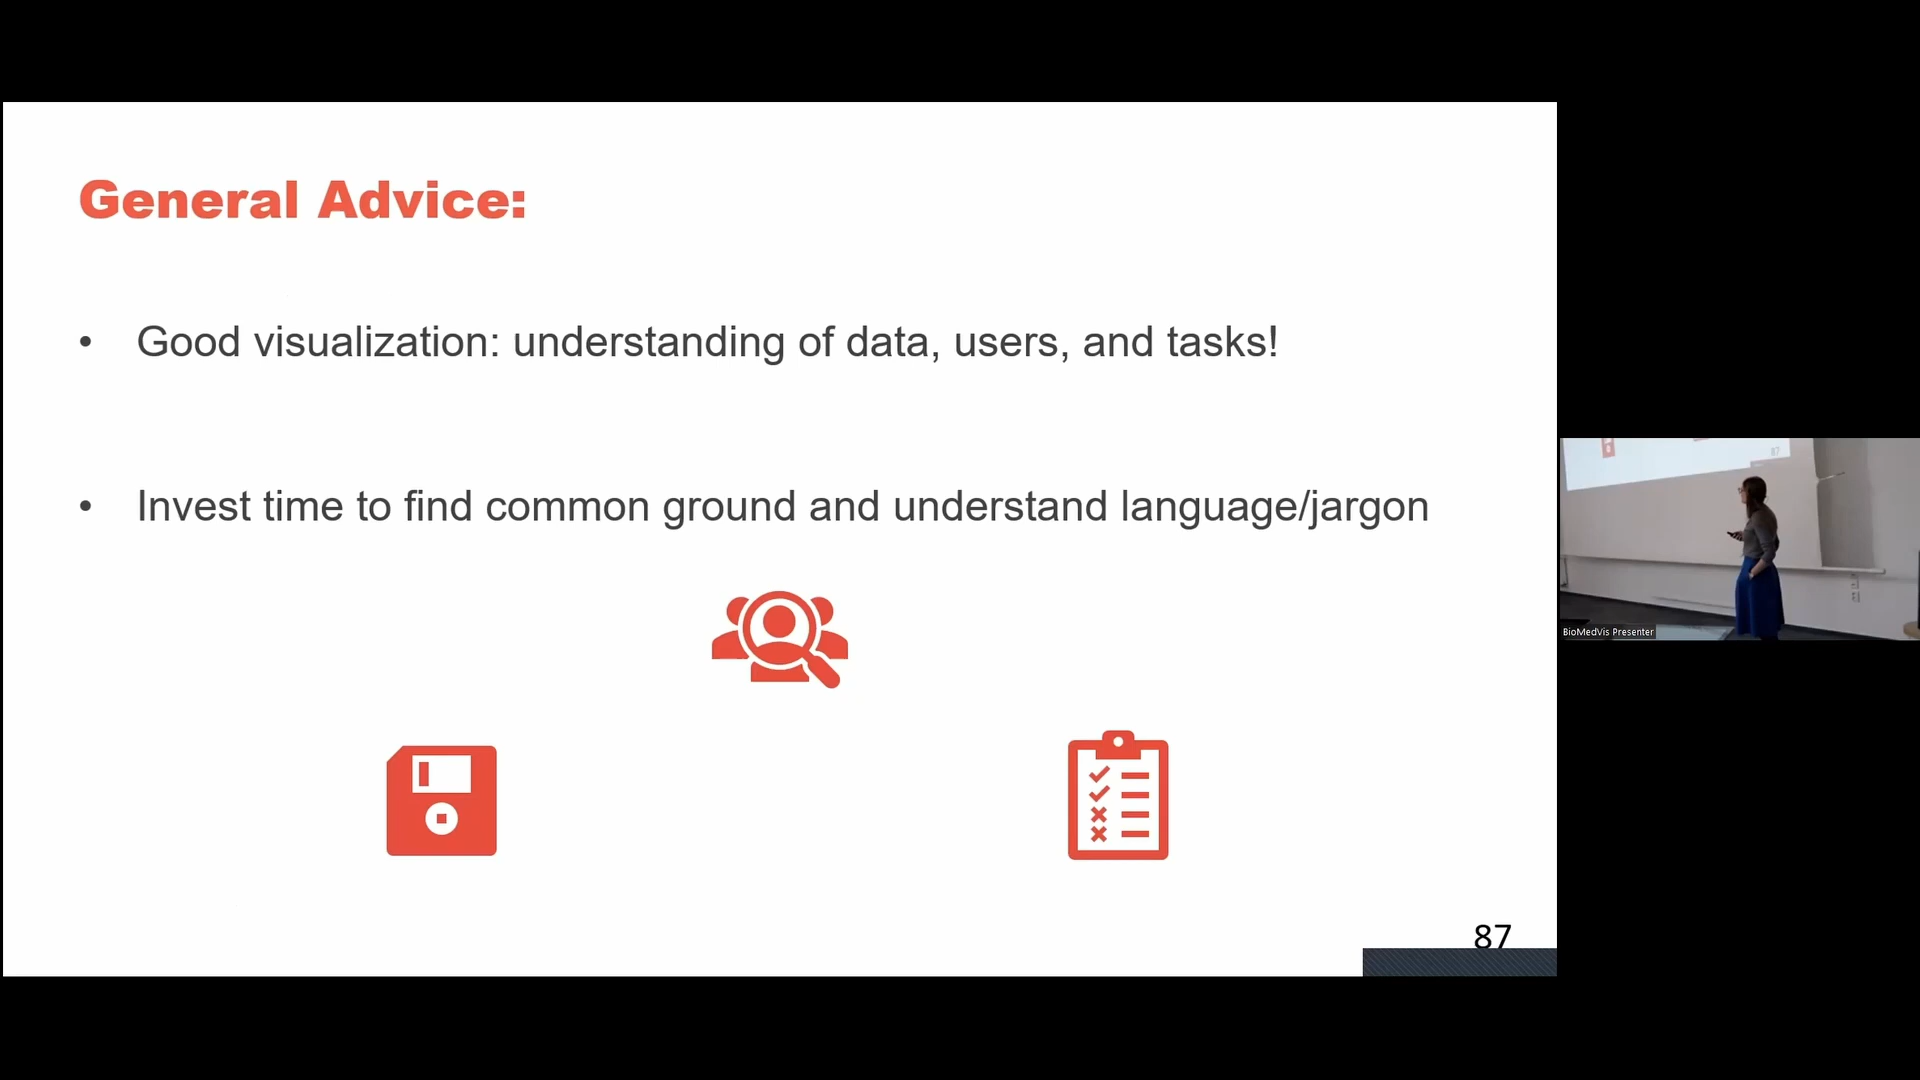 General Advice:
• Good visualization: understanding of data, users, and tasks!
• Invest time to find common ground and understand language/jargon
87
87
BioMedVis Presenter